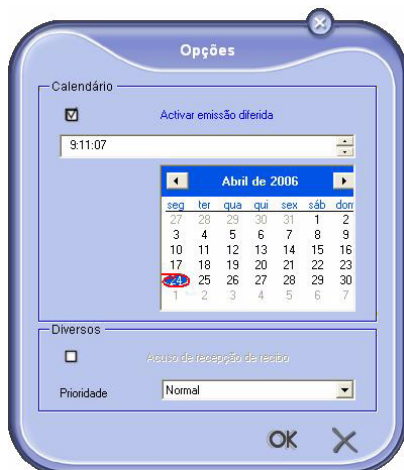 Opções
Calendário
Activar emissão diferida
9:11:07
Abril de 2006
seg ter qua qui sex sáb dom
27 28 29 30 31 1 2
3 4 5 6 7 8 9
10 11 12 13 14 15 16
17 18 19 20 21 22 23
24 25 26 27 28 29 30
1 2 3 4 5 6 7
Diversos
Acuso de recepção de recibo
Prioridade Normal
OK